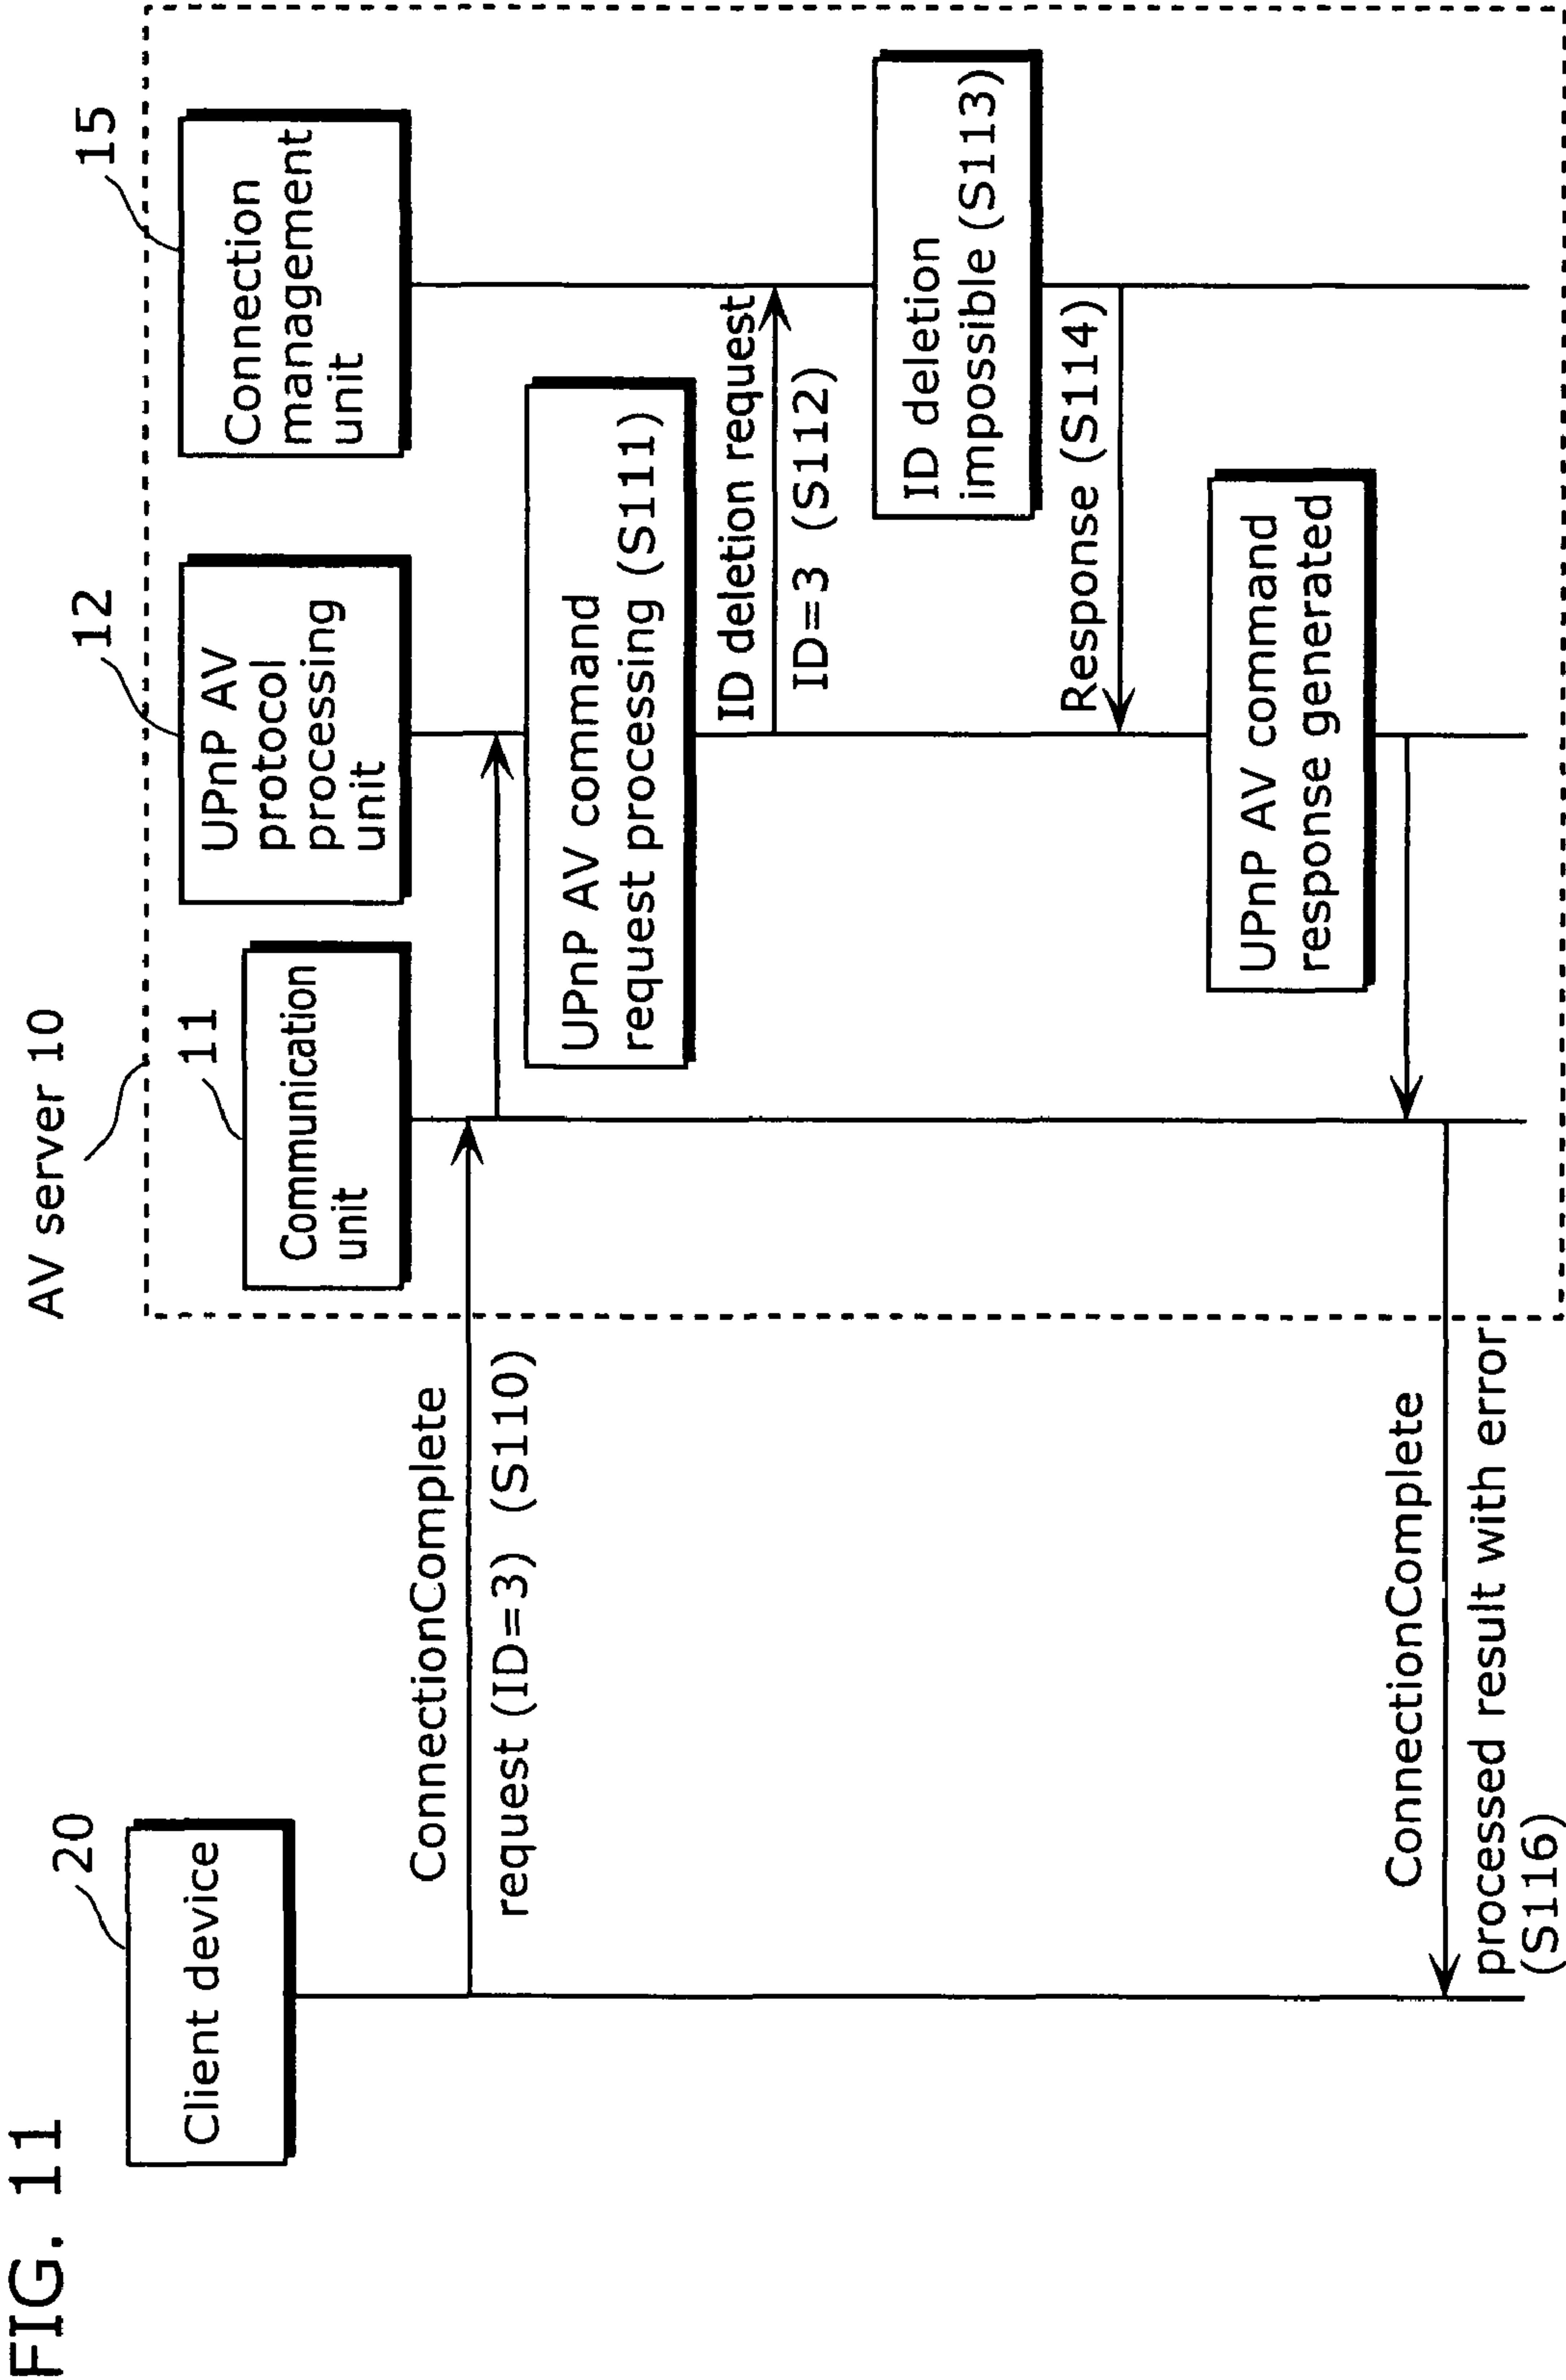 FIG. 11
AV server 10
20
Client device
11
Communication
unit
12
UPnP AV
protocol
processing
unit
15
Connection
management
unit
ConnectionComplete
request (ID=3) (S110)
UPnP AV command
request processing (S111)
ID deletion request
ID=3 (S112)
ID deletion
impossible (S113)
Response (S114)
UPnP AV command
response generated
ConnectionComplete
processed result with error
(S116)